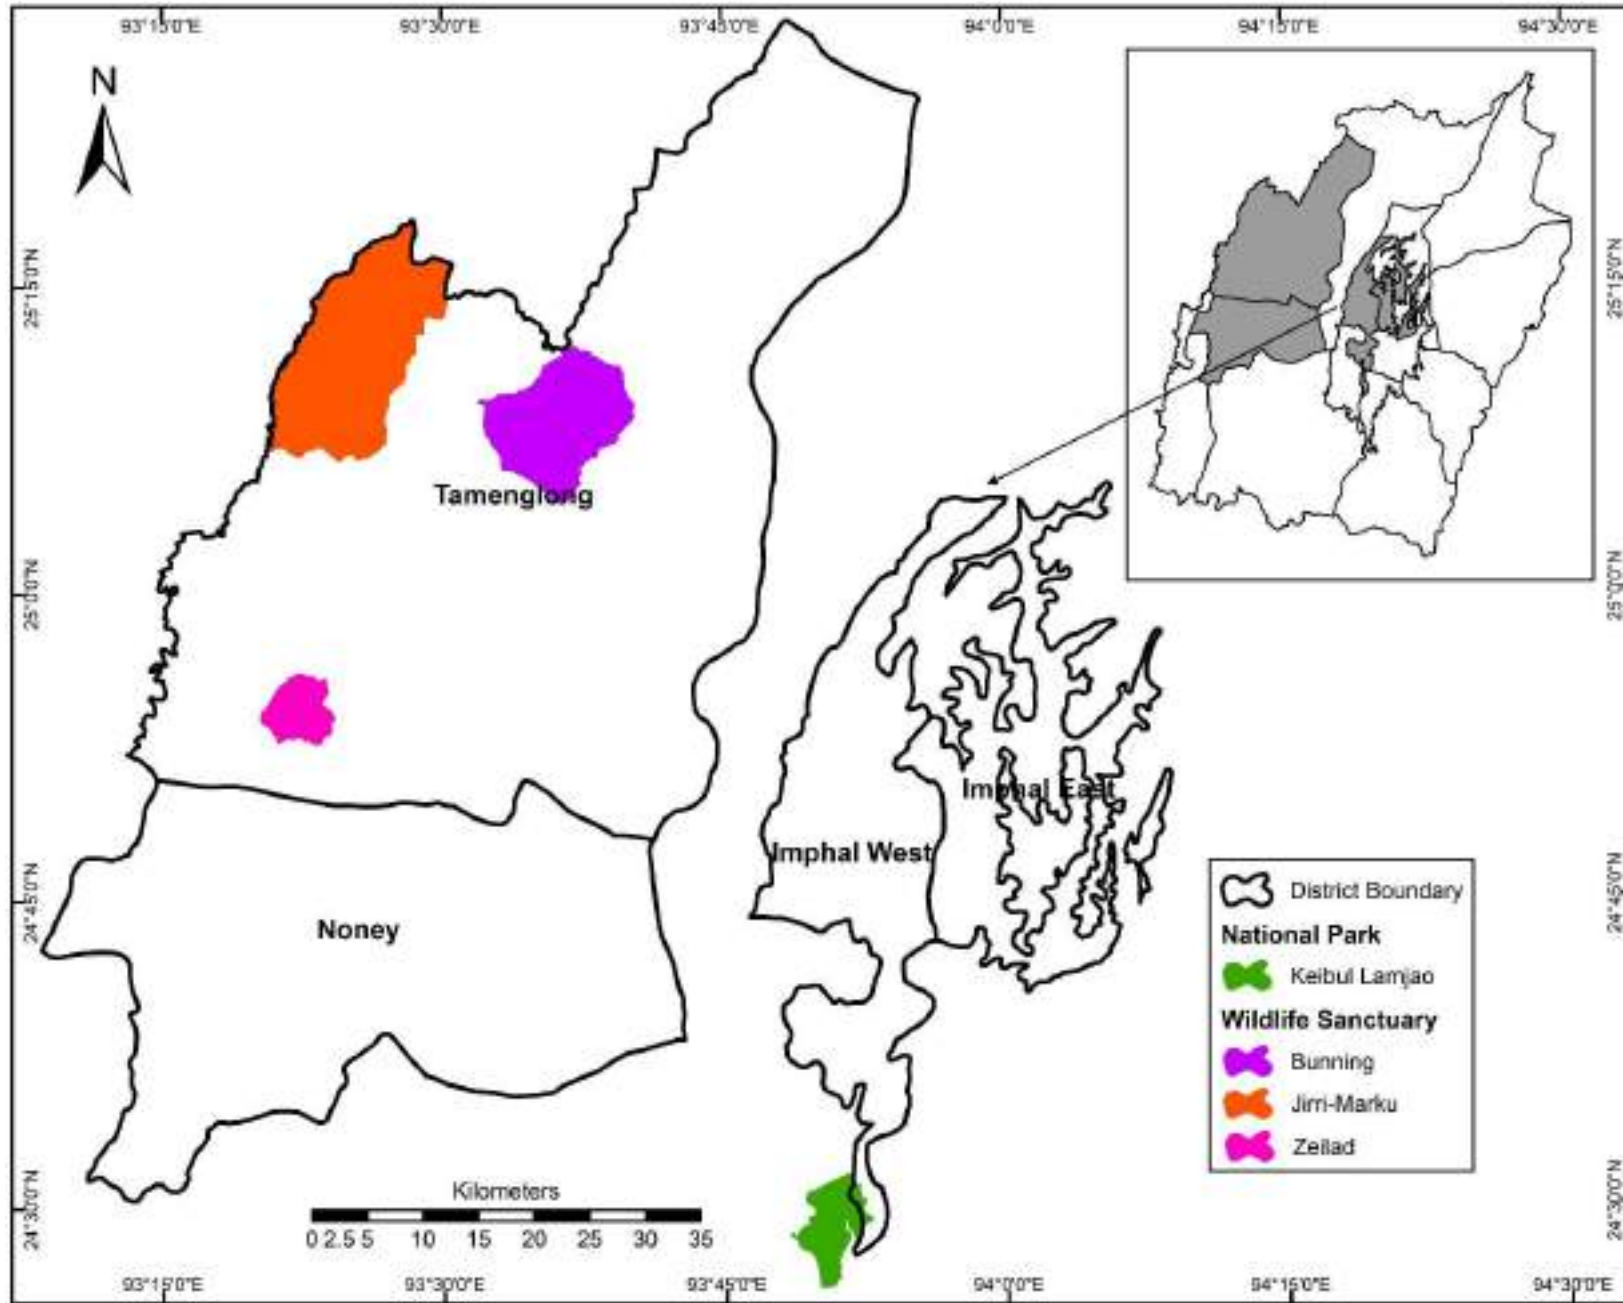 93°15'0"E 93°30'0"E 93°45'0"E 94°0'0"E 94°15'0"E 94°30'0"E
N
25°15'0"N 25°15'0"N
Tamenglong
25°0'0"N 25°0'0"N
Imphal East
Imphal West
24°45'0"N 24°45'0"N
Noney
District Boundary
National Park
Keibul Lamjao
Wildlife Sanctuary
Bunning
Jirri-Marku
Zeilad
24°30'0"N 24°30'0"N
Kilometers
0 2.5 5 10 15 20 25 30 35
93°15'0"E 93°30'0"E 93°45'0"E 94°0'0"E 94°15'0"E 94°30'0"E